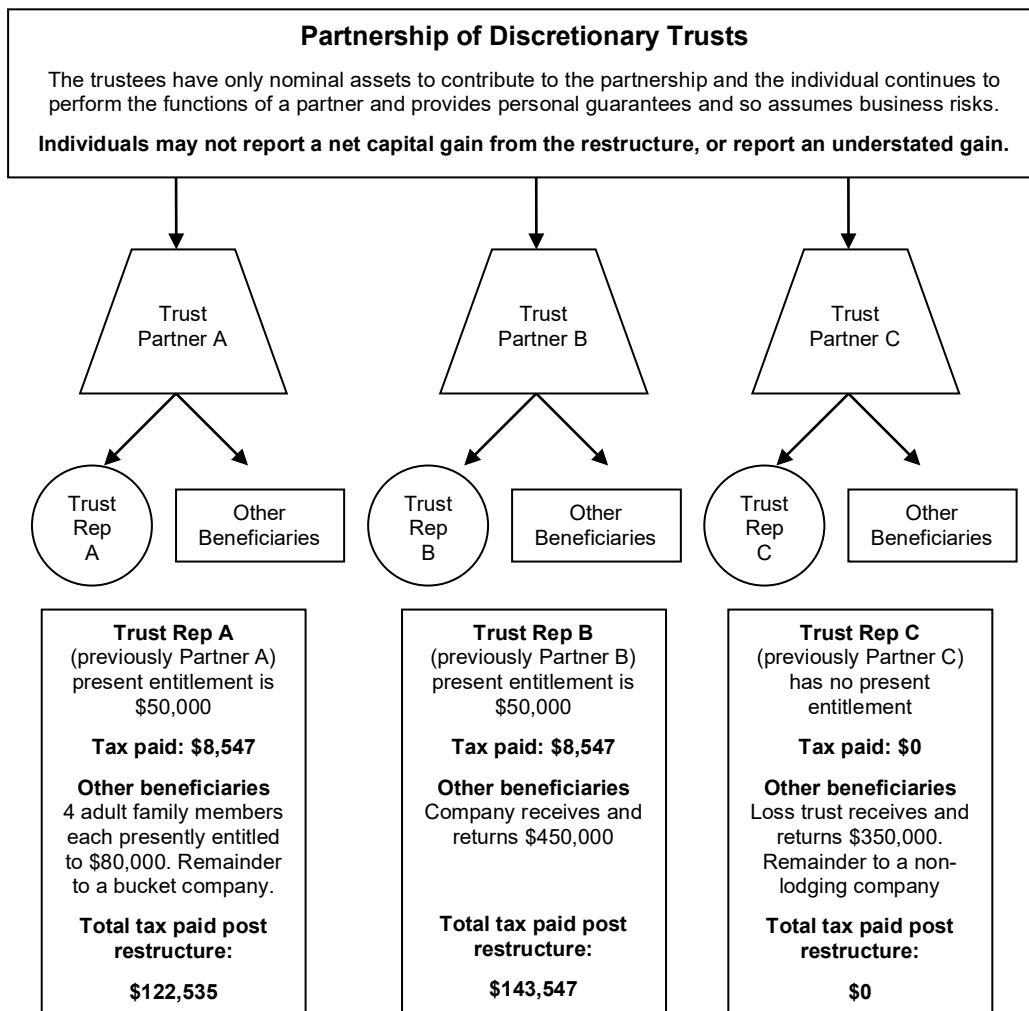 Partnership of Discretionary Trusts
The trustees have only nominal assets to contribute to the partnership and the individual continues to
perform the functions of a partner and provides personal guarantees and so assumes business risks.
Individuals may not report a net capital gain from the restructure, or report an understated gain.
Trust
Partner A
Trust
Partner B
Trust
Partner C
Trust
Rep
A
Other
Beneficiaries
Trust
Rep
B
Other
Beneficiaries
Trust
Rep
C
Other
Beneficiaries
Trust Rep A
(previously Partner A)
present entitlement is
$50,000
Tax paid: $8,547
Other beneficiaries
4 adult family members
each presently entitled
to $80,000. Remainder
to a bucket company.
Total tax paid post
restructure:
$122,535
Trust Rep B
(previously Partner B)
present entitlement is
$50,000
Tax paid: $8,547
Other beneficiaries
Company receives and
returns $450,000
Total tax paid post
restructure:
$143,547
Trust Rep C
(previously Partner C)
has no present
entitlement
Tax paid: $0
Other beneficiaries
Loss trust receives and
returns $350,000.
Remainder to a non-
lodging company
Total tax paid post
restructure:
$0